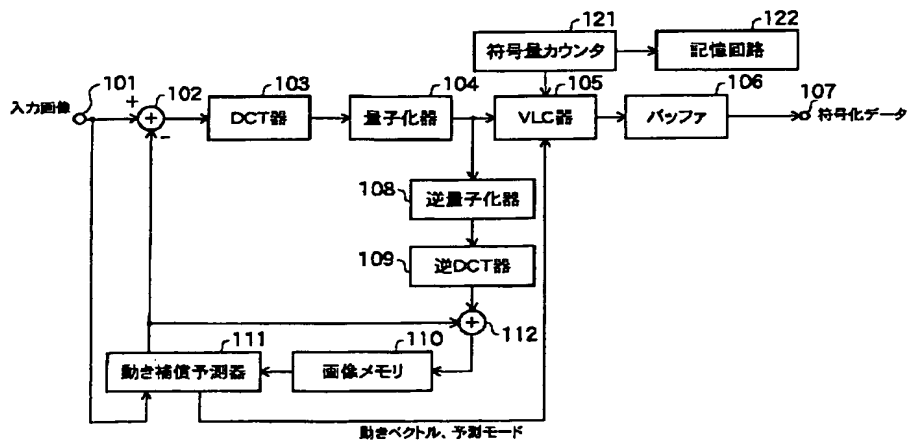 121
122
符号量カウンタ
記憶回路
101
102
103
104
105
106
107
入力画像
+
+
-
DCT器
量子化器
VLC器
バッファ
符号化データ
108
逆量子化器
109
逆DCT器
+
112
111
110
動き補償予測器
画像メモリ
動きベクトル、予測モード